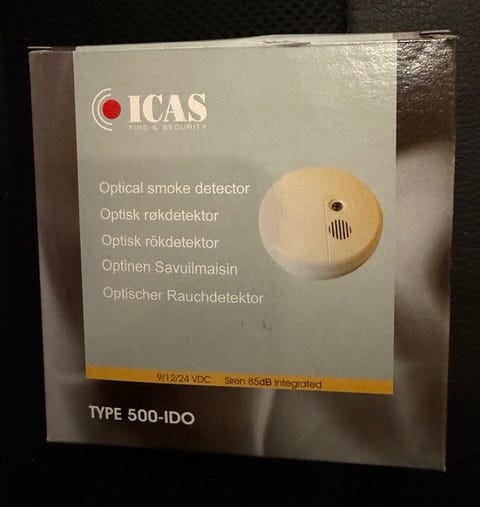 ICAS
FIRE & SECURITY
Optical smoke detector
Optisk røkdetektor
Optisk rökdetektor
Optinen Savuilmaisin
Optischer Rauchdetektor
9/12/24 VDC Siren 85dB Integrated
TYPE 500-IDO